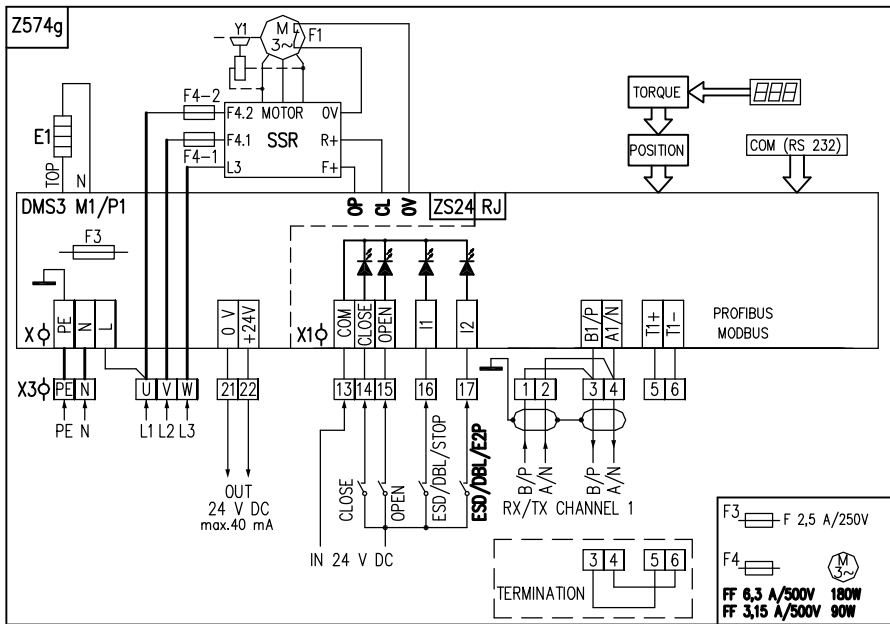 Z574g
Y1
M
3~
F1
F4-2
F4.2 MOTOR 0V
F4.1 SSR R+
F4-1
L3 F+
E1
TOP
N
TORQUE
POSITION
COM (RS 232)
DMS3 M1/P1
OP
CL
0V
ZS24 RJ
F3
X
PE
N
L
0 V
+24V
X1
COM
CLOSE
OPEN
I1
I2
B1/P
A1/N
T1+
T1-
PROFIBUS
MODBUS
X3
PE N U V W 21 22 13 14 15 16 17 1 2 3 4 5 6
PE N L1 L2 L3
OUT
24 V DC
max.40 mA
CLOSE
OPEN
ESD/DBL/STOP
ESD/DBL/E2P
IN 24 V DC
B/P
A/N
B/P
A/N
RX/TX CHANNEL 1
TERMINATION
3 4 5 6
F3 F 2,5 A/250V
F4 M
3~
FF 6,3 A/500V 180W
FF 3,15 A/500V 90W